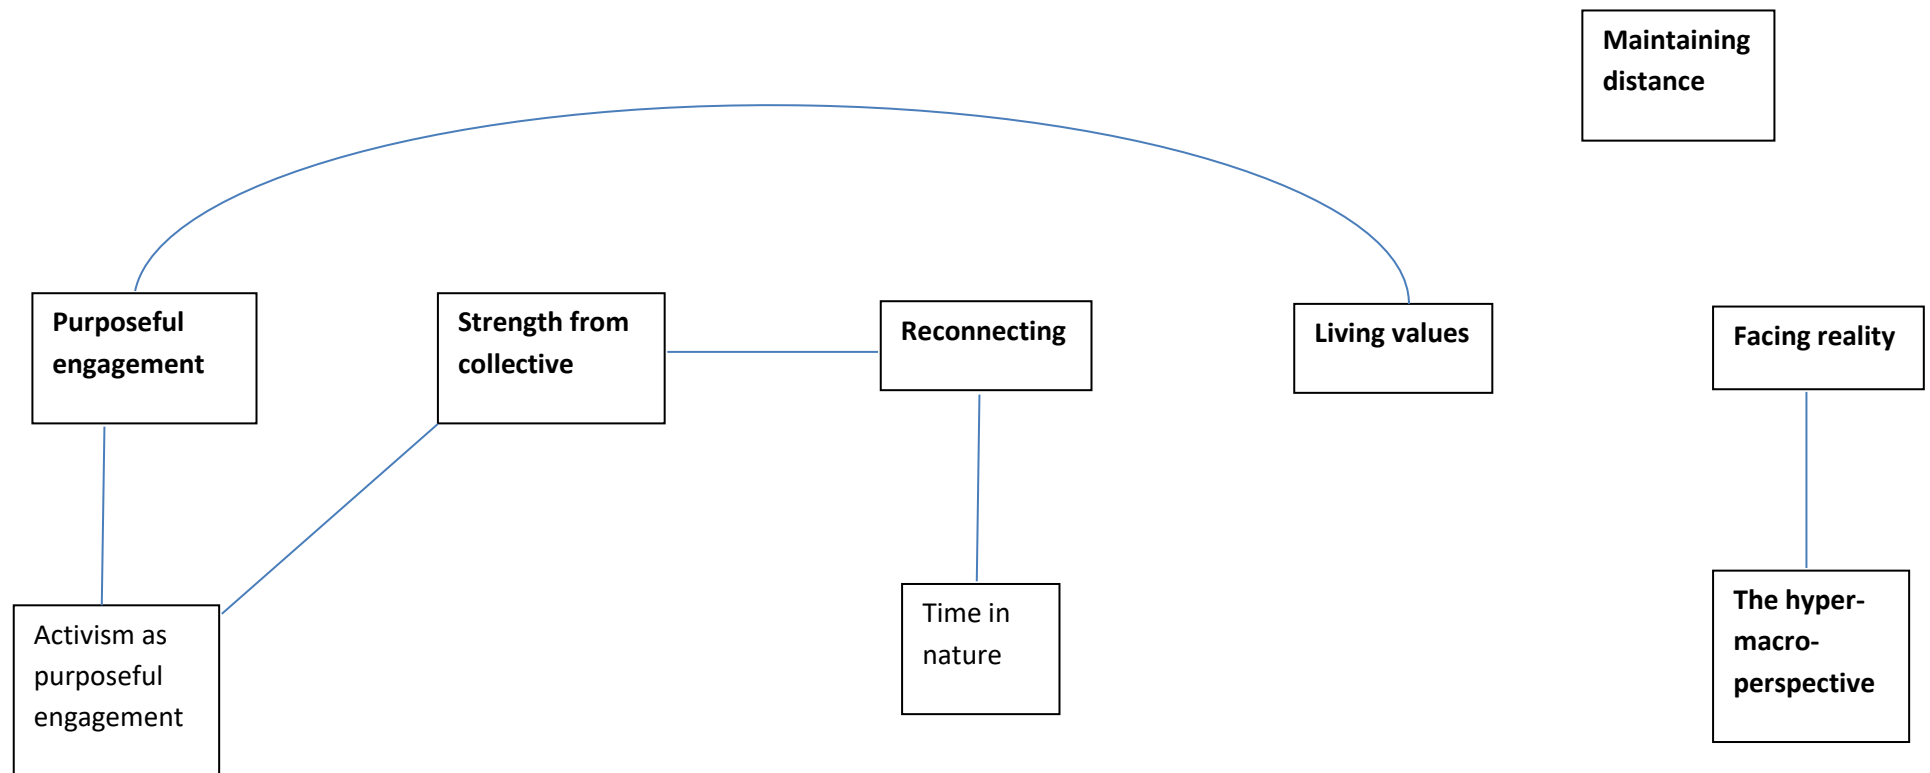 Maintaining
distance
Purposeful
engagement
Strength from
collective
Reconnecting
Living values
Facing reality
Activism as
purposeful
engagement
Time in
nature
The hyper-
macro-
perspective